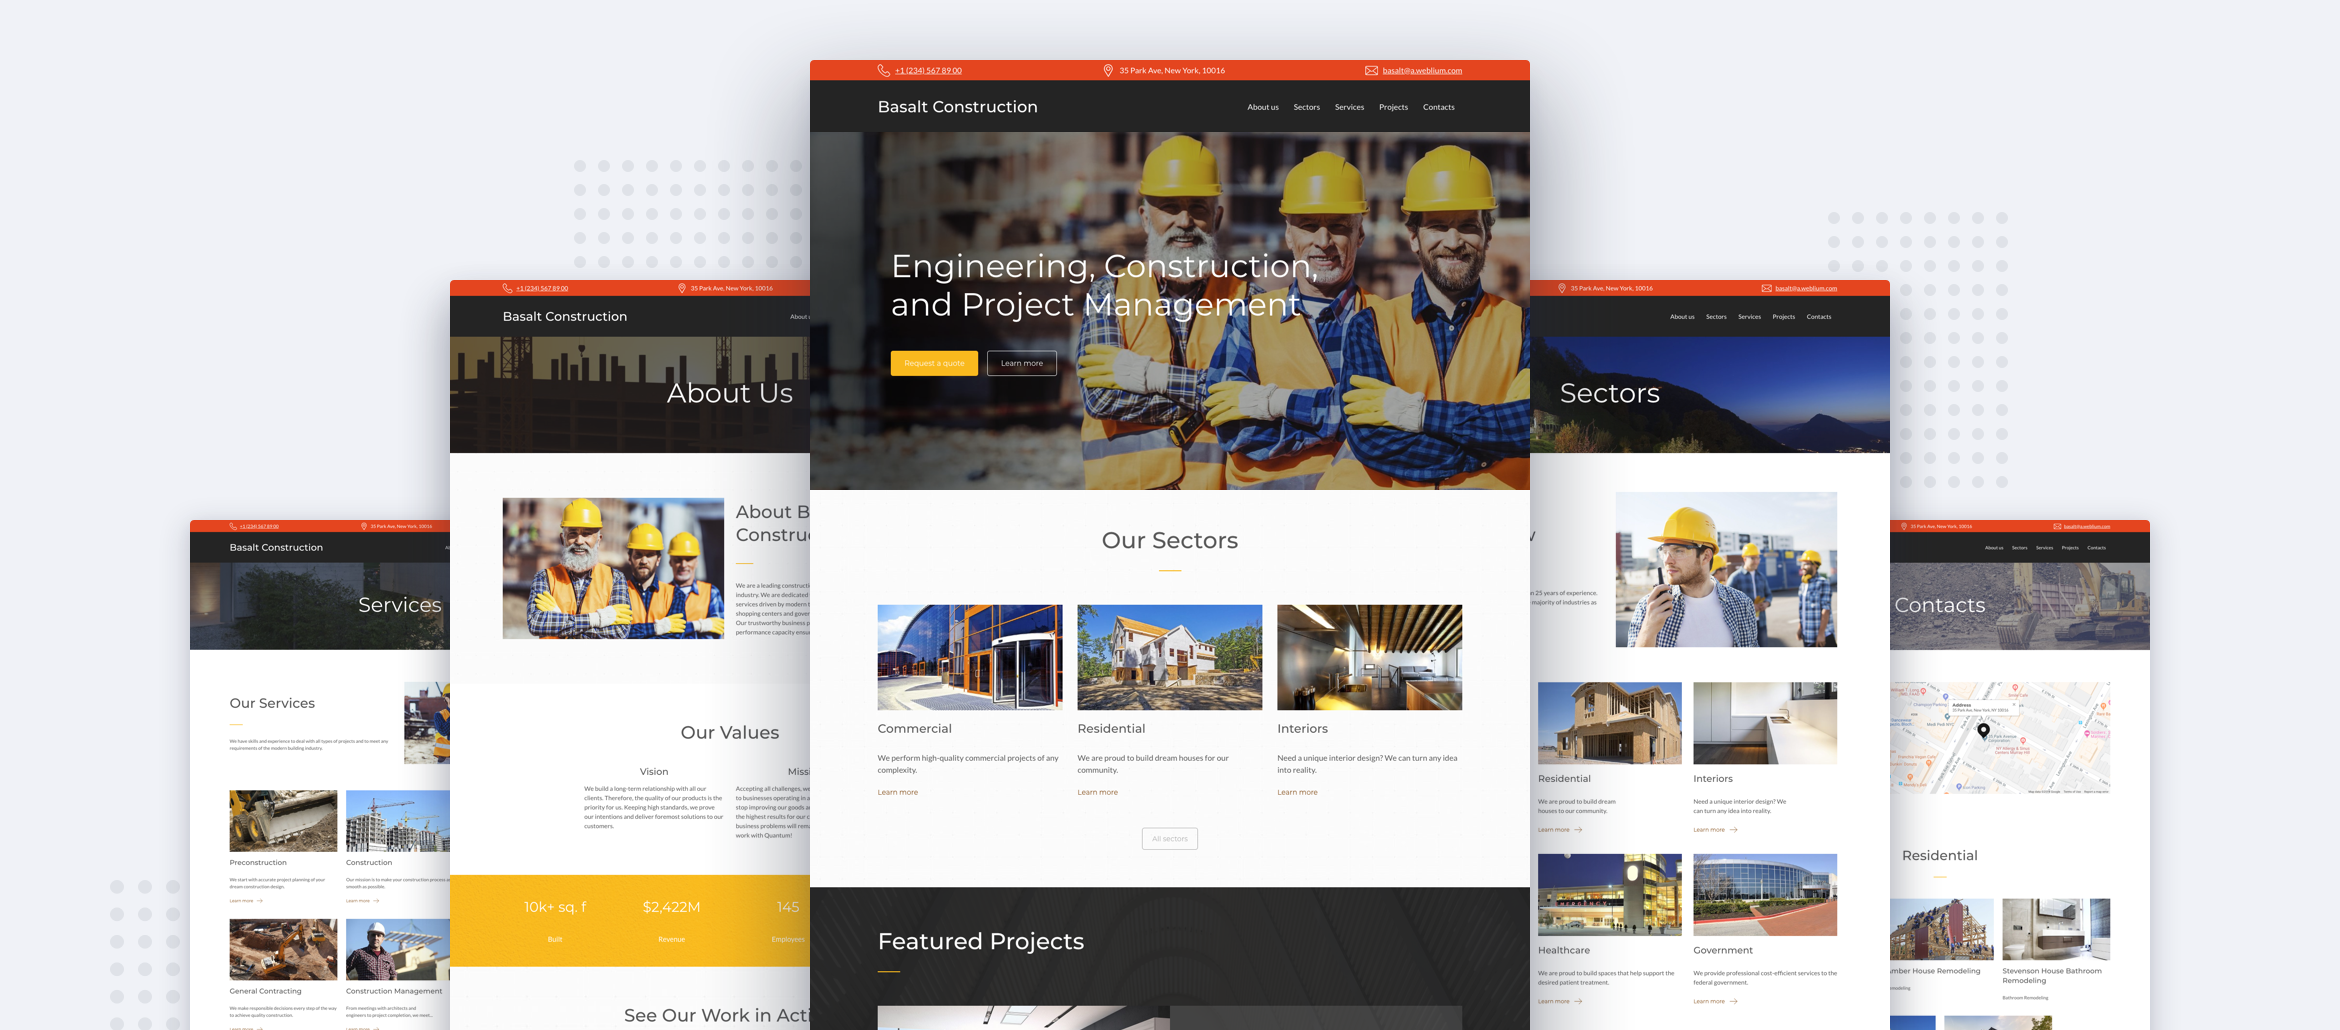 +1 (234) 567 89 00
35 Park Ave, New York, 10016
basalt@a.weblium.com
Basalt Construction
About us
Sectors
Services
Projects
Contacts
Engineering, Construction,
and Project Management
Request a quote
Learn more
Our Sectors
Commercial
We perform high-quality commercial projects of any
complexity.
Learn more
Residential
We are proud to build dream houses for our
community.
Learn more
Interiors
Need a unique interior design? We can turn any idea
into reality.
Learn more
All sectors
Featured Projects
+1 (234) 567 89 00
35 Park Ave, New York, 10016
Basalt Construction
About
About Us
About B
Constru
We are a leading constructi
industry. We are dedicated
services driven by modern
shopping centers and gover
Our trustworthy business p
performance capacity ensu
Our Values
Vision
We build a long-term relationship with all our
clients. Therefore, the quality of our products is the
priority for us. Keeping high standards, we prove
our intentions and deliver foremost solutions to our
customers.
Missi
Accepting all challenges, we
to businesses operating in a
stop improving our goods a
the highest results for our c
business problems will rem
work with Quantum!
10k+ sq. f
Built
$2,422M
Revenue
145
Employees
See Our Work in Acti
+1 (234) 567 89 00
35 Park Ave, New York, 10016
Basalt Construction
Services
Our Services
We have skills and experience to deal with all types of projects and to meet any
requirements of the modern building industry.
Preconstruction
We start with accurate project planning of your
dream construction design.
Learn more
Construction
Our mission is to make your construction process as
smooth as possible.
Learn more
General Contracting
We make responsible decisions every step of the way
to achieve quality construction.
Learn more
Construction Management
From meetings with architects and
engineers to project completion, we meet...
Learn more
35 Park Ave, New York, 10016
basalt@a.weblium.com
About us
Sectors
Services
Projects
Contacts
Sectors
w
n 25 years of experience,
majority of industries as
Residential
We are proud to build dream
houses to our community.
Learn more
Interiors
Need a unique interior design? We
can turn any idea into reality.
Learn more
Healthcare
We are proud to build spaces that help support the
desired patient treatment.
Learn more
Government
We provide professional cost-efficient services to the
federal government.
Learn more
35 Park Ave, New York, 10016
basalt@a.weblium.com
About us
Sectors
Services
Projects
Contacts
Contacts
Address
35 Park Ave, New York, NY 10016
Residential
mber House Remodeling
emodeling
Stevenson House Bathroom
Remodeling
Bathroom Remodeling